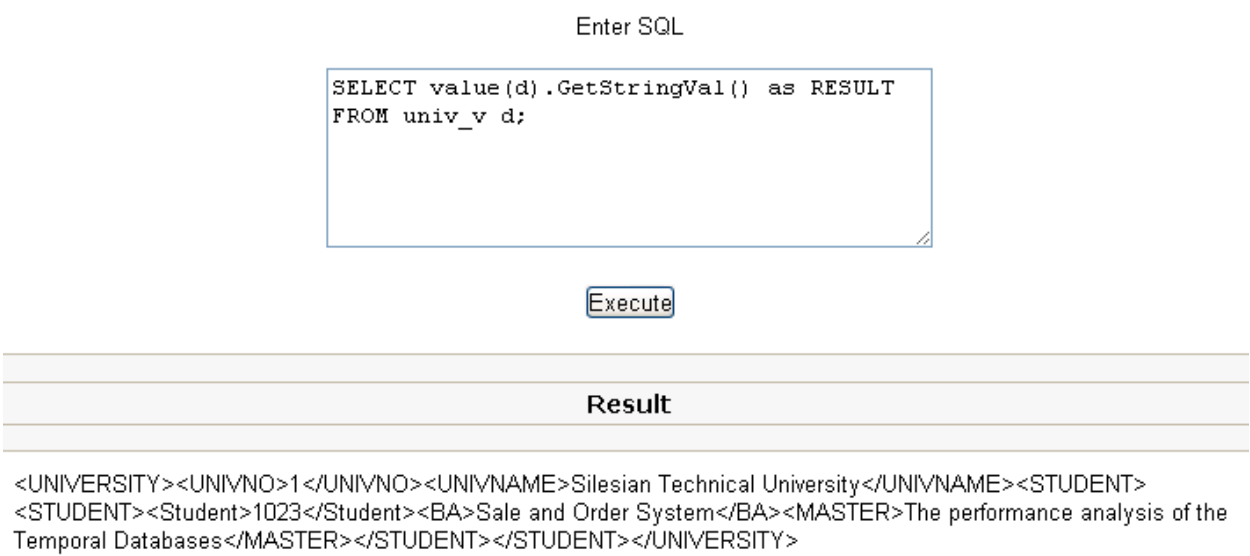 Enter SQL
SELECT value(d).GetStringVal() as RESULT
FROM univ_v d;
Execute
Result
<UNIVERSITY><UNIVNO>1</UNIVNO><UNIVNAME>Silesian Technical University</UNIVNAME><STUDENT>
<STUDENT><Student>1023</Student><BA>Sale and Order System</BA><MASTER>The performance analysis of the
Temporal Databases</MASTER></STUDENT></STUDENT></UNIVERSITY>